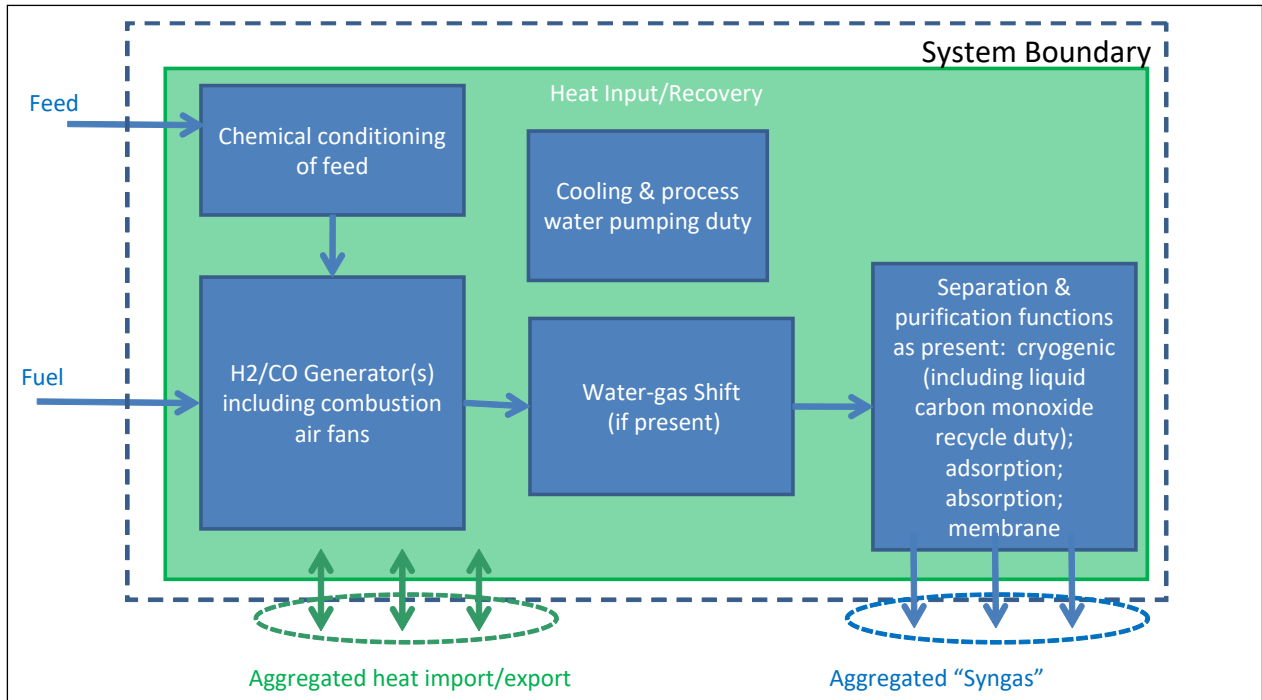 System Boundary
Heat Input/Recovery
Feed
Chemical conditioning
of feed
Cooling & process
water pumping duty
Fuel
H2/CO Generator(s)
including combustion
air fans
Water-gas Shift
(if present)
Separation &
purification functions
as present:  cryogenic
(including liquid
carbon monoxide
recycle duty);
adsorption;
absorption;
membrane
Aggregated heat import/export
Aggregated “Syngas”